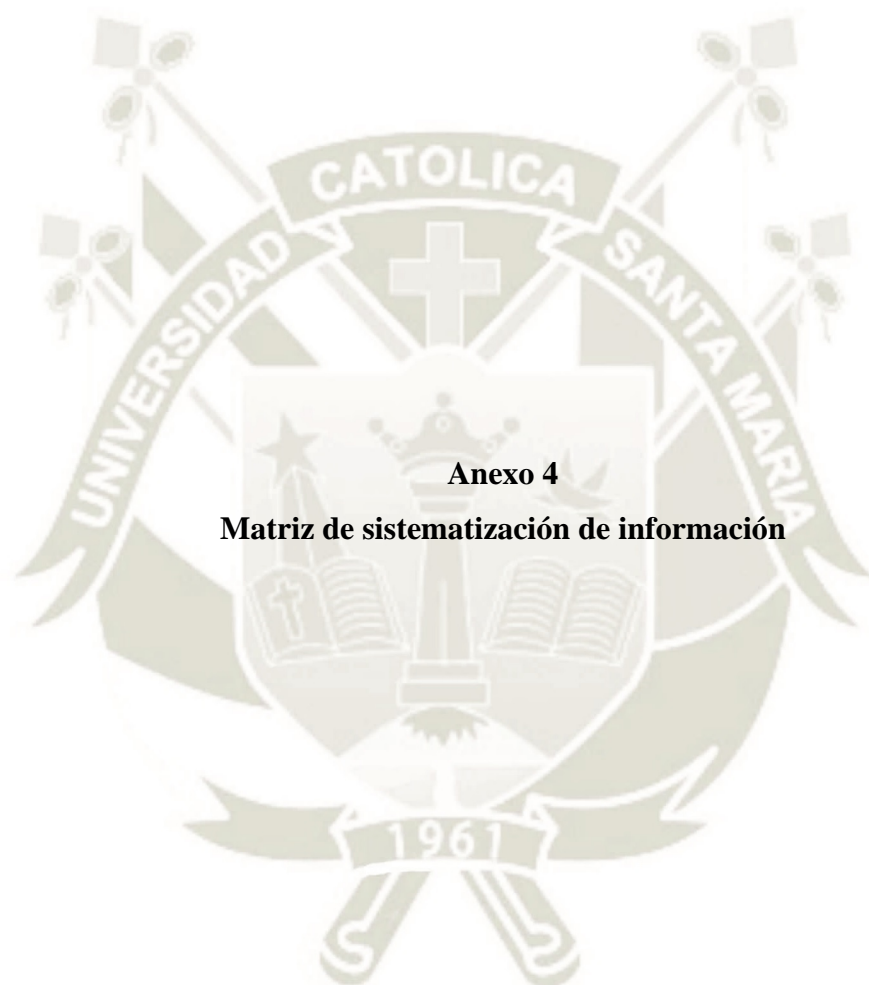 UNIVERSIDAD CATOLICA SANTA MARIA
Anexo 4
Matriz de sistematización de información
1961